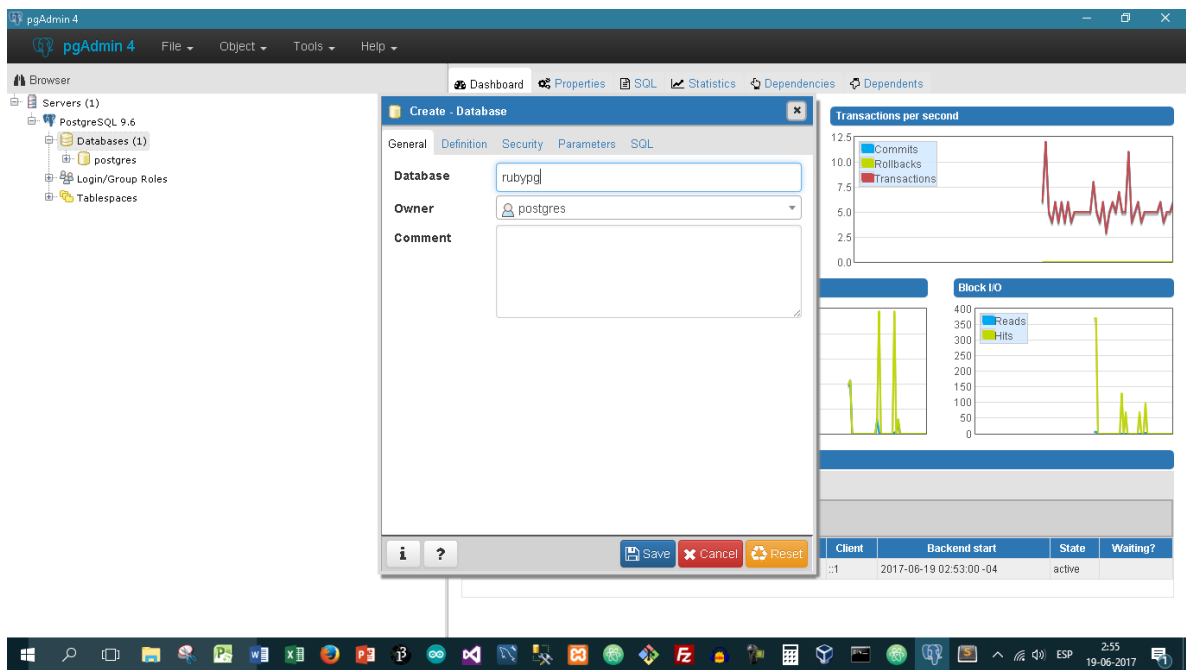 pgAdmin 4
pgAdmin 4 File Object Tools Help
Browser
Dashboard Properties SQL Statistics Dependencies Dependents
Servers (1)
PostgreSQL 9.6
Databases (1)
postgres
Login/Group Roles
Tablespaces
Create - Database
General Definition Security Parameters SQL
Database rubypg
Owner postgres
Comment
i ? Save Cancel Reset
Transactions per second
12.5
10.0
7.5
5.0
2.5
0.0
Commits
Rollbacks
Transactions
Block I/O
400
350
300
250
200
150
100
50
0
Reads
Hits
Client Backend start State Waiting?
::1 2017-06-19 02:53:00 -04 active
ESP
2:55
19-06-2017